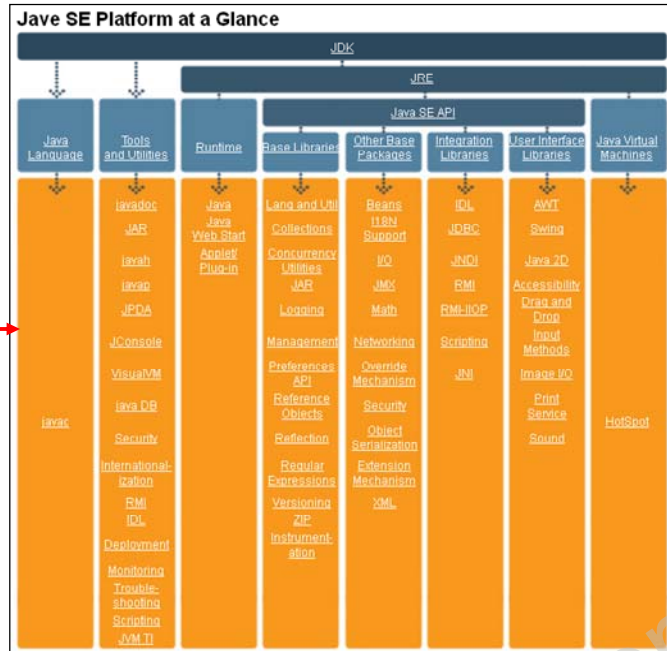 Jave SE Platform at a Glance
JDK
JRE
Java SE API
Java
Language
Tools
and Utilities
Runtime
Base Libraries
Other Base
Packages
Integration
Libraries
User Interface
Libraries
Java Virtual
Machines
javac
javadoc
JAR
javah
javap
JPDA
JConsole
VisualVM
java DB
Security
International-
ization
RMI
IDL
Deployment
Monitoring
Trouble-
shooting
Scripting
JVM TI
Java
Java
Web Start
Applet/
Plug-in
Lang and Util
Collections
Concurrency
Utilities
JAR
Logging
Management
Preferences
API
Reference
Objects
Reflection
Regular
Expressions
Versioning
ZIP
Instrument-
ation
Beans
I18N
Support
I/O
JMX
Math
Networking
Override
Mechanism
Security
Object
Serialization
Extension
Mechanism
XML
IDL
JDBC
JNDI
RMI
RMI-IIOP
Scripting
JNI
AWT
Swing
Java 2D
Accessibility
Drag and
Drop
Input
Methods
Image I/O
Print
Service
Sound
HotSpot